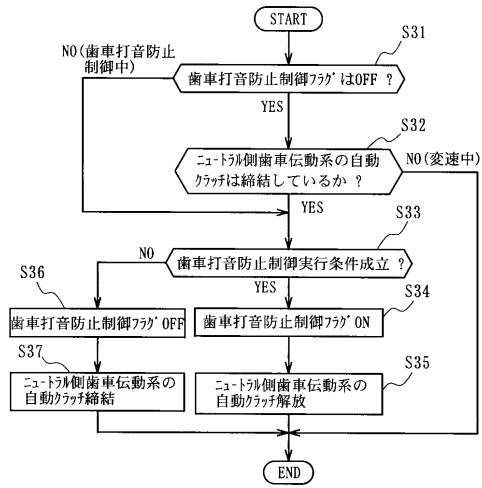 START
S31
NO(歯車打音防止
制御中)
歯車打音防止制御ﾌﾗｸﾞはOFF ?
YES
S32
ﾆｭｰﾄﾗﾙ側歯車伝動系の自動
ｸﾗｯﾁは締結しているか ?
NO(変速中)
YES
S33
歯車打音防止制御実行条件成立 ?
NO
YES
S36
S34
歯車打音防止制御ﾌﾗｸﾞOFF
歯車打音防止制御ﾌﾗｸﾞON
S37
S35
ﾆｭｰﾄﾗﾙ側歯車伝動系の
自動ｸﾗｯﾁ締結
ﾆｭｰﾄﾗﾙ側歯車伝動系の
自動ｸﾗｯﾁ解放
END